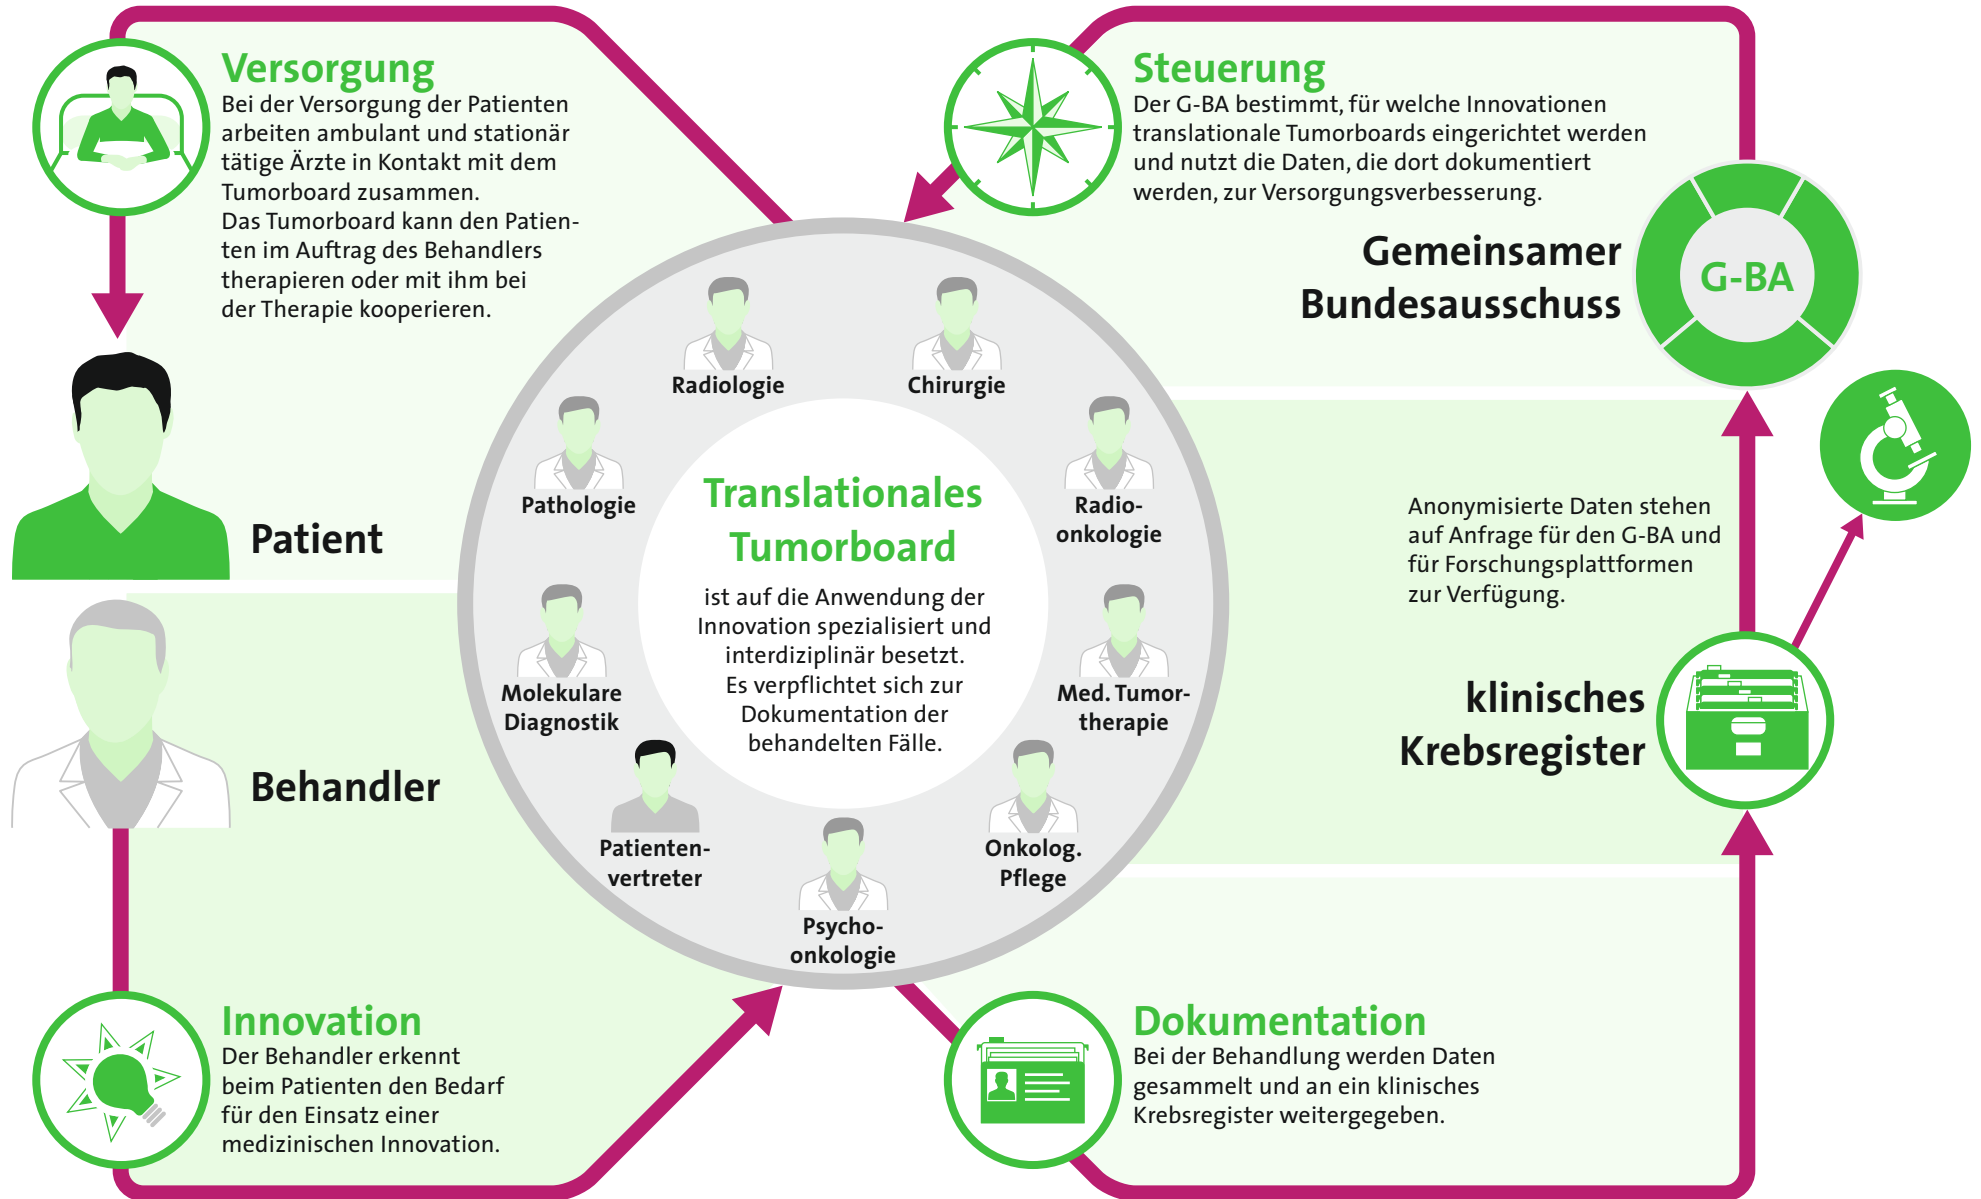 Versorgung
Bei der Versorgung der Patienten
arbeiten ambulant und stationär
tätige Ärzte in Kontakt mit dem
Tumorboard zusammen.
Das Tumorboard kann den Patien-
ten im Auftrag des Behandlers
therapieren oder mit ihm bei
der Therapie kooperieren.
Steuerung
Der G-BA bestimmt, für welche Innovationen
translationale Tumorboards eingerichtet werden
und nutzt die Daten, die dort dokumentiert
werden, zur Versorgungsverbesserung.
Gemeinsamer
Bundesausschuss
G-BA
Patient
Behandler
Radiologie
Chirurgie
Pathologie
Radio-
onkologie
Molekulare
Diagnostik
Med. Tumor-
therapie
Patienten-
vertreter
Onkolog.
Pflege
Psycho-
onkologie
Translationales
Tumorboard
ist auf die Anwendung der
Innovation spezialisiert und
interdiziplinär besetzt.
Es verpflichtet sich zur
Dokumentation der
behandelten Fälle.
Anonymisierte Daten stehen
auf Anfrage für den G-BA und
für Forschungsplattformen
zur Verfügung.
klinisches
Krebsregister
Innovation
Der Behandler erkennt
beim Patienten den Bedarf
für den Einsatz einer
medizinischen Innovation.
Dokumentation
Bei der Behandlung werden Daten
gesammelt und an ein klinisches
Krebsregister weitergegeben.